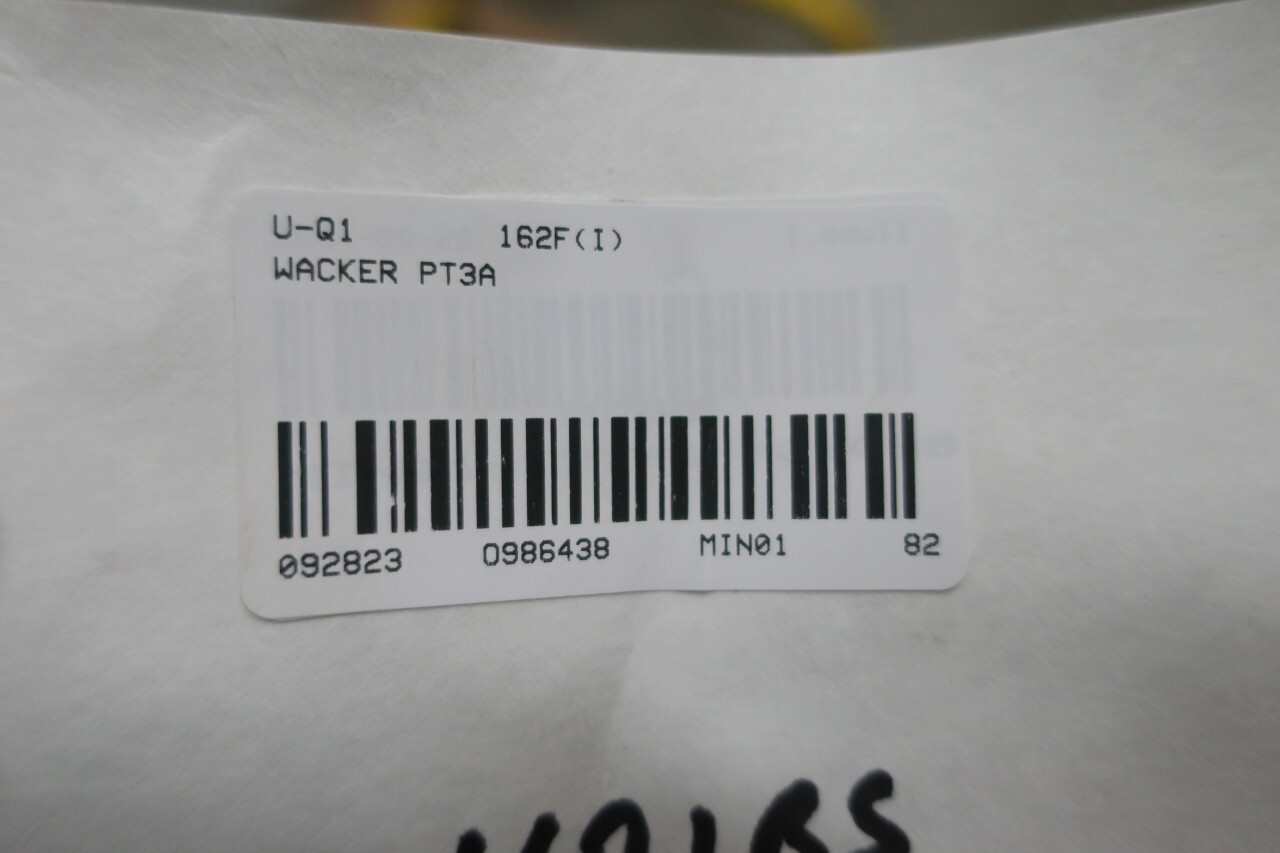 U-Q1 162F(I)
WACKER PT3A
092823 0986438 MIN01 82